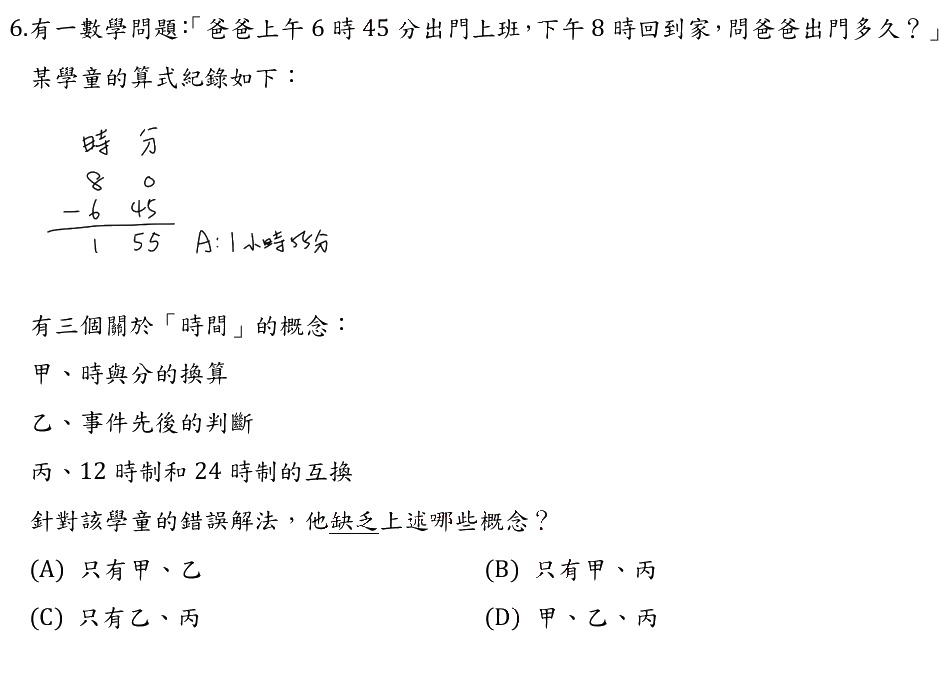 6.有一數學問題:「爸爸上午 6 時 45 分出門上班，下午 8 時回到家，問爸爸出門多久？」
某學童的算式紀錄如下：
時 分
8 0
-6 45
1 55 A:1小時55分
有三個關於「時間」的概念：
甲、時與分的換算
乙、事件先後的判斷
丙、12 時制和 24 時制的互換
針對該學童的錯誤解法，他缺乏上述哪些概念？
(A) 只有甲、乙 (B) 只有甲、丙
(C) 只有乙、丙 (D) 甲、乙、丙